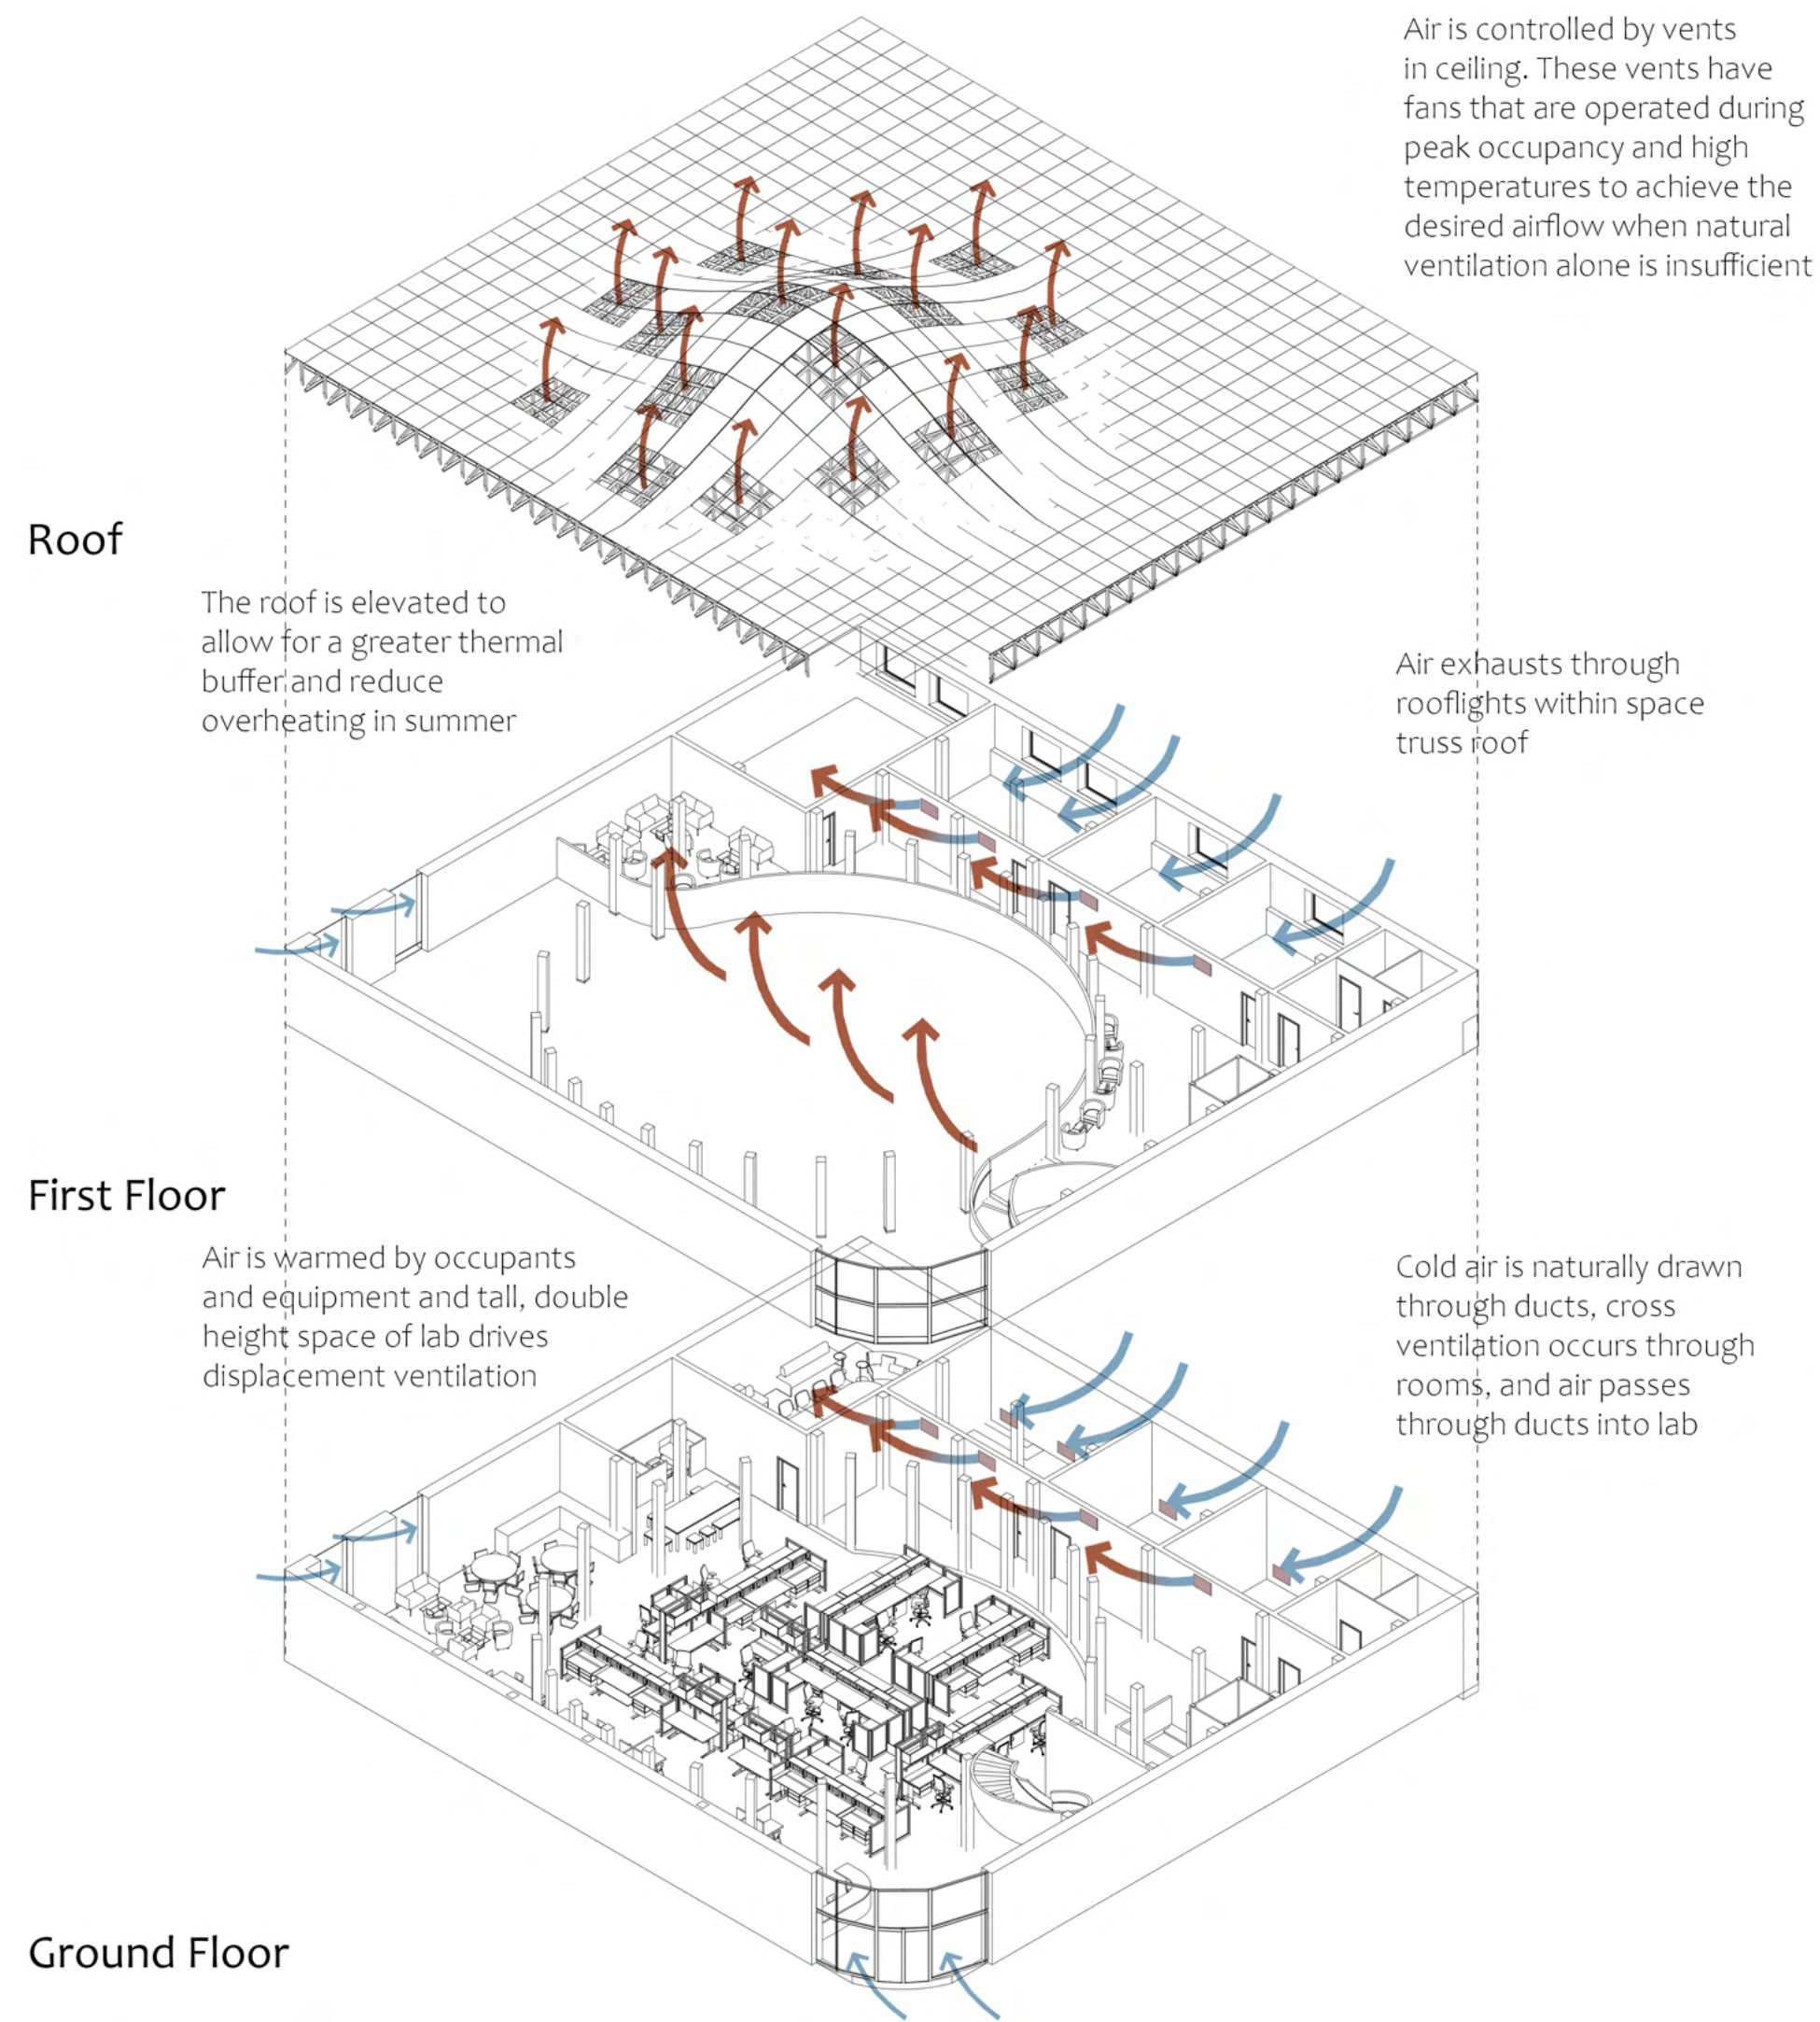 Air is controlled by vents
in ceiling. These vents have
fans that are operated during
peak occupancy and high
temperatures to achieve the
desired airflow when natural
ventilation alone is insufficient
Roof
The roof is elevated to
allow for a greater thermal
buffer and reduce
overheating in summer
Air exhausts through
rooflights within space
truss roof
First Floor
Air is warmed by occupants
and equipment and tall, double
height space of lab drives
displacement ventilation
Cold air is naturally drawn
through ducts, cross
ventilation occurs through
rooms, and air passes
through ducts into lab
Ground Floor